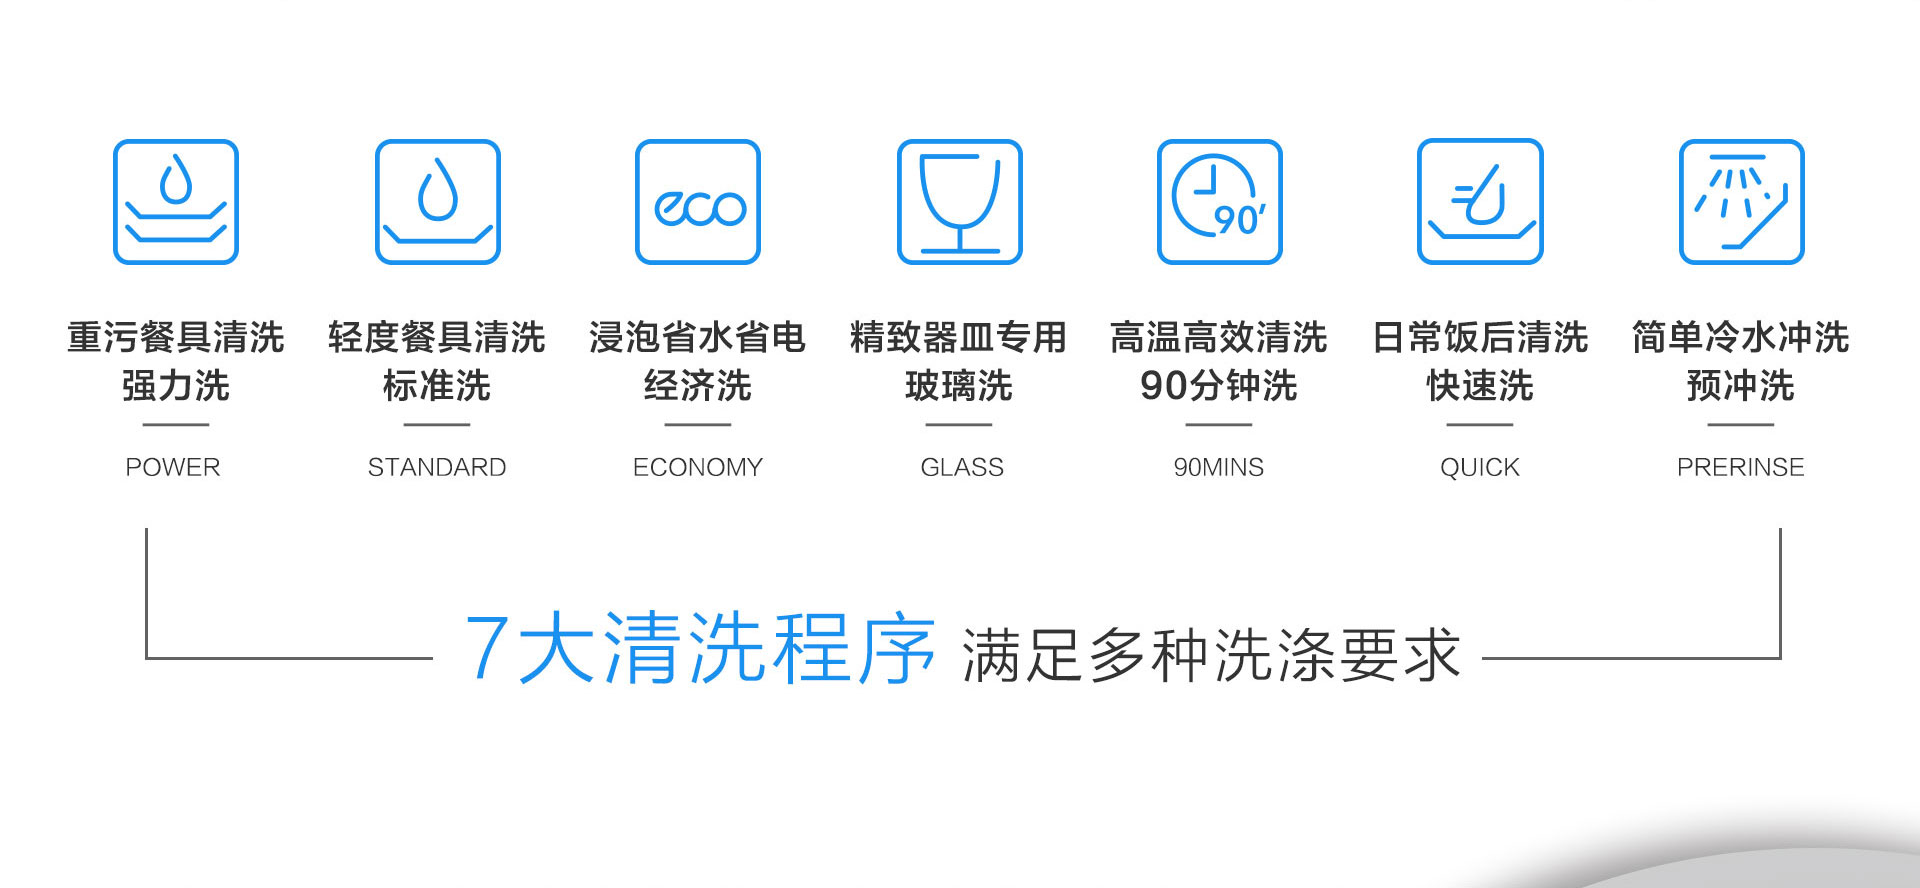 eco
90′
重污餐具清洗
强力洗
POWER
轻度餐具清洗
标准洗
STANDARD
浸泡省水省电
经济洗
ECONOMY
精致器皿专用
玻璃洗
GLASS
高温高效清洗
90分钟洗
90MINS
日常饭后清洗
快速洗
QUICK
简单冷水冲洗
预冲洗
PRERINSE
7大清洗程序 满足多种洗涤要求